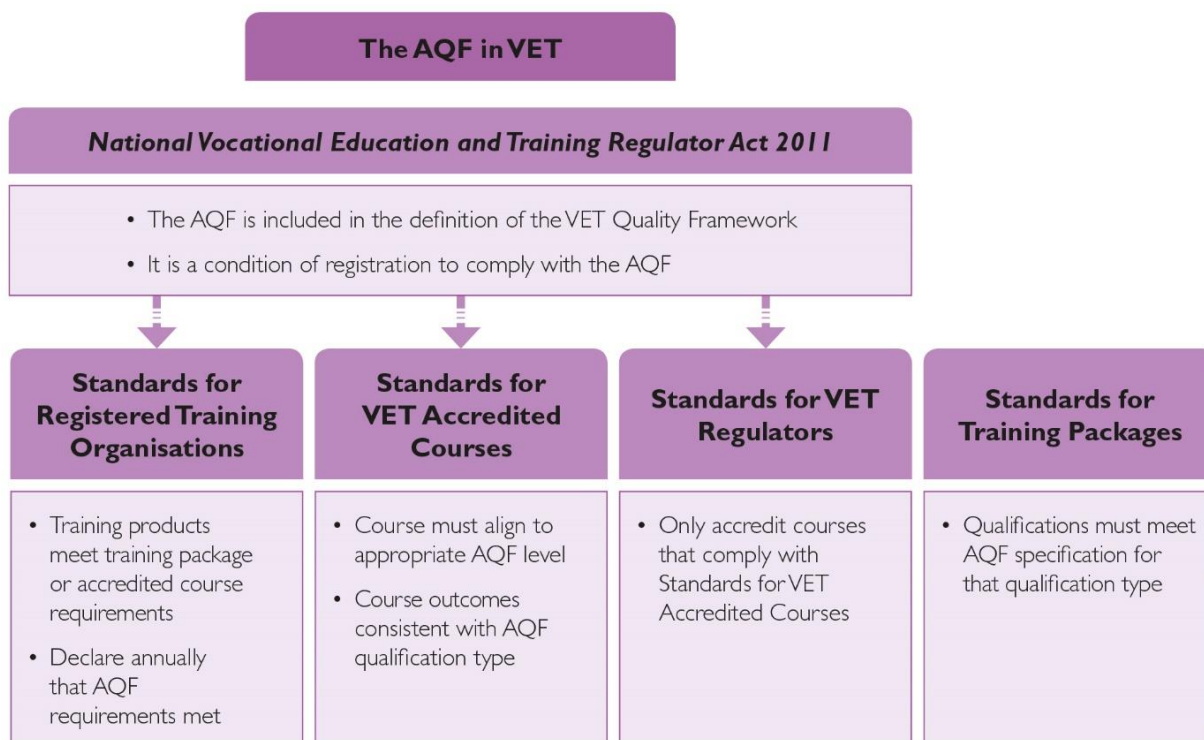 The AQF in VET
National Vocational Education and Training Regulator Act 2011
• The AQF is included in the definition of the VET Quality Framework
• It is a condition of registration to comply with the AQF
Standards for
Registered Training
Organisations
• Training products
meet training package
or accredited course
requirements
• Declare annually
that AQF
requirements met
Standards for
VET Accredited
Courses
• Course must align to
appropriate AQF level
• Course outcomes
consistent with AQF
qualification type
Standards for VET
Regulators
• Only accredit courses
that comply with
Standards for VET
Accredited Courses
Standards for
Training Packages
• Qualifications must meet
AQF specification for
that qualification type